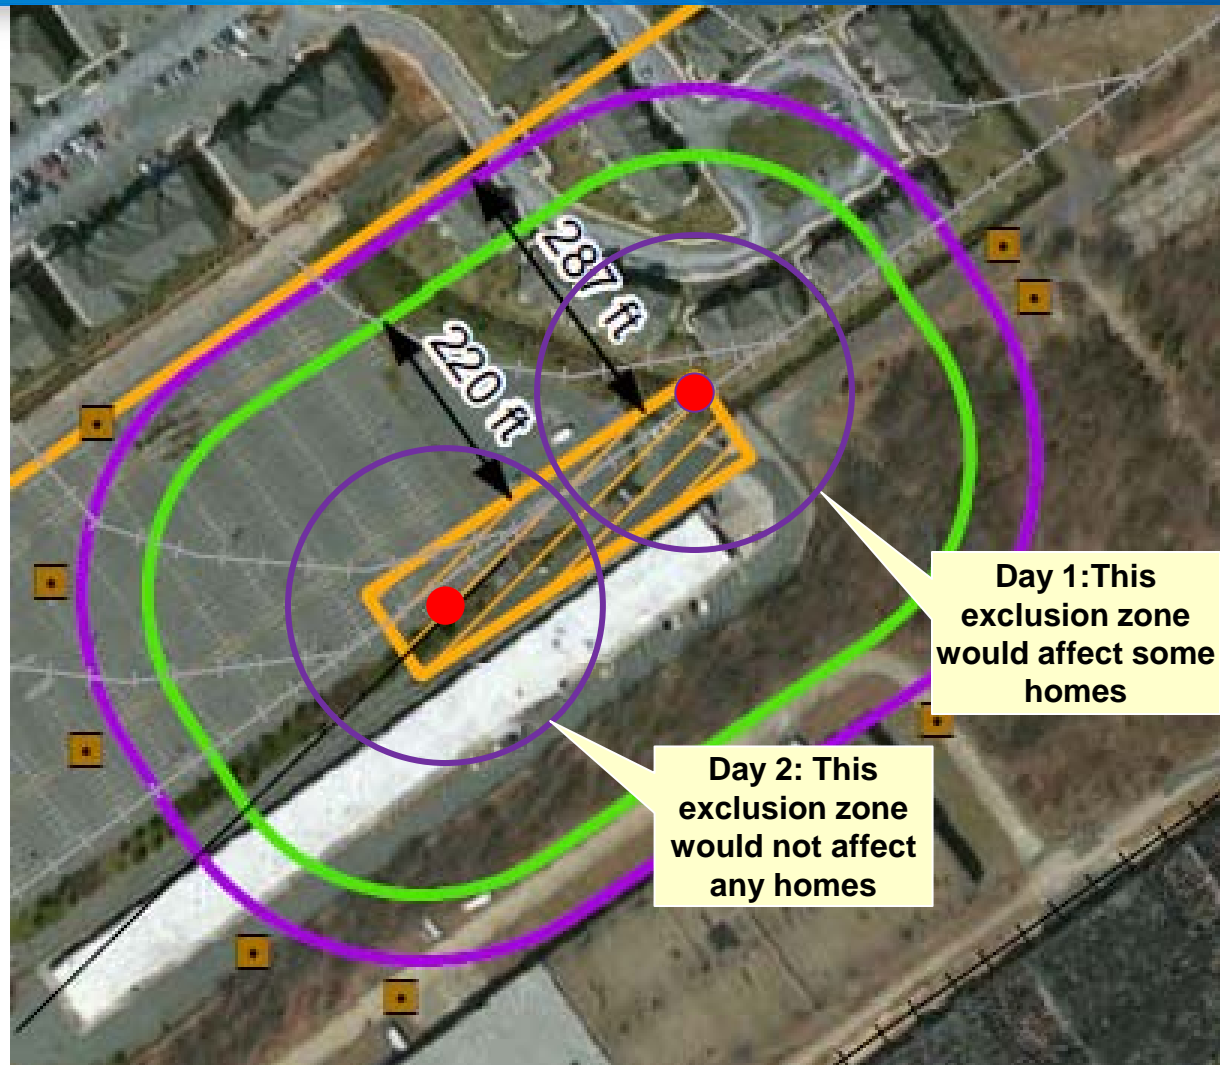 287 ft
220 ft
Day 1:This
exclusion zone
would affect some
homes
Day 2: This
exclusion zone
would not affect
any homes